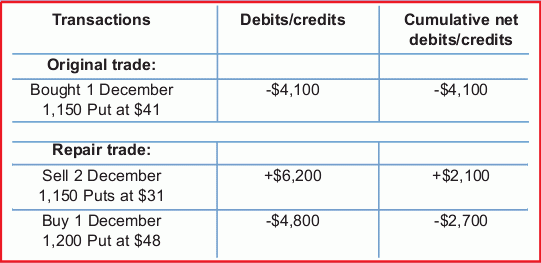 Transactions Debits/credits Cumulative net
debits/credits
Original trade:
Bought 1 December -$4,100 -$4,100
1,150 Put at $41
Repair trade:
Sell 2 December +$6,200 +$2,100
1,150 Puts at $31
Buy 1 December -$4,800 -$2,700
1,200 Put at $48